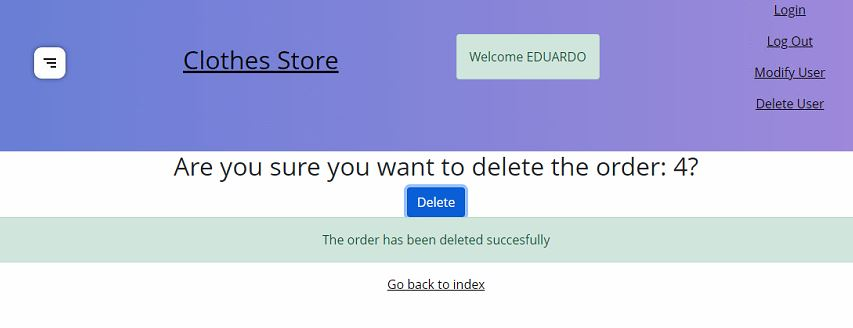 Login
Clothes Store
Welcome EDUARDO
Log Out
Modify User
Delete User
Are you sure you want to delete the order: 4?
Delete
The order has been deleted succesfully
Go back to index